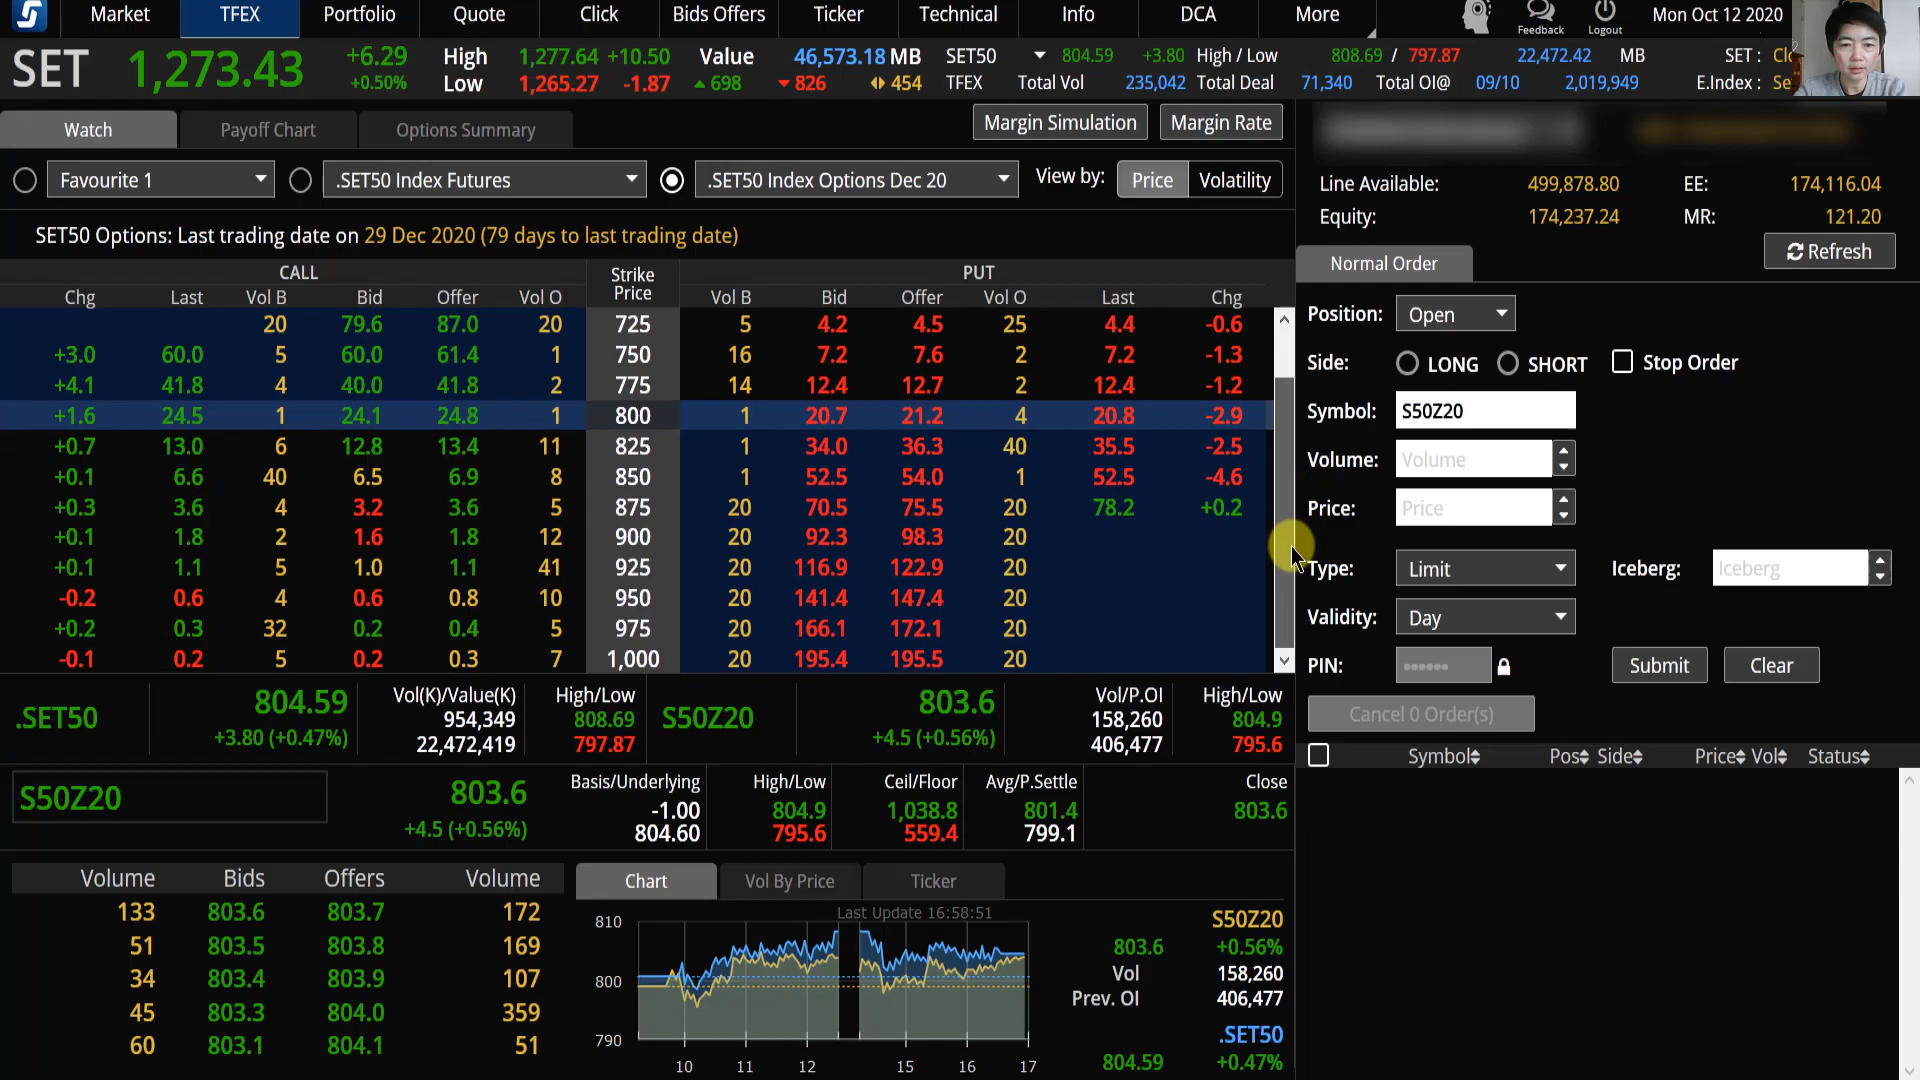 Market TFEX Portfolio Quote Click Bids Offers Ticker Technical Info DCA More Feedback Logout Mon Oct 12 2020
SET 1,273.43 +6.29 +0.50%
High 1,277.64 +10.50 Value 46,573.18 MB SET50 804.59 +3.80 High / Low 808.69 / 797.87 22,472.42 MB SET :
Low 1,265.27 -1.87 698 826 454 TFEX Total Vol 235,042 Total Deal 71,340 Total OI@ 09/10 2,019,949 E.Index :
Watch Payoff Chart Options Summary Margin Simulation Margin Rate
Favourite 1 .SET50 Index Futures .SET50 Index Options Dec 20 View by: Price Volatility
SET50 Options: Last trading date on 29 Dec 2020 (79 days to last trading date)
CALL Strike Price PUT
Chg Last Vol B Bid Offer Vol O Vol B Bid Offer Vol O Last Chg
20 79.6 87.0 20 725 5 4.2 4.5 25 4.4 -0.6
+3.0 60.0 5 60.0 61.4 1 750 16 7.2 7.6 2 7.2 -1.3
+4.1 41.8 4 40.0 41.8 2 775 14 12.4 12.7 2 12.4 -1.2
+1.6 24.5 1 24.1 24.8 1 800 1 20.7 21.2 4 20.8 -2.9
+0.7 13.0 6 12.8 13.4 11 825 1 34.0 36.3 40 35.5 -2.5
+0.1 6.6 40 6.5 6.9 8 850 1 52.5 54.0 1 52.5 -4.6
+0.3 3.6 4 3.2 3.6 5 875 20 70.5 75.5 20 78.2 +0.2
+0.1 1.8 2 1.6 1.8 12 900 20 92.3 98.3 20
+0.1 1.1 5 1.0 1.1 41 925 20 116.9 122.9 20
-0.2 0.6 4 0.6 0.8 10 950 20 141.4 147.4 20
+0.2 0.3 32 0.2 0.4 5 975 20 166.1 172.1 20
-0.1 0.2 5 0.2 0.3 7 1,000 20 195.4 195.5 20
.SET50 804.59 +3.80 (+0.47%)
Vol(K)/Value(K) 954,349 22,472,419
High/Low 808.69 797.87
S50Z20 803.6 +4.5 (+0.56%)
Vol/P.OI 158,260 406,477
High/Low 804.9 795.6
S50Z20 803.6 +4.5 (+0.56%)
Basis/Underlying -1.00 804.60
High/Low 804.9 795.6
Ceil/Floor 1,038.8 559.4
Avg/P.Settle 801.4 799.1
Close 803.6
Volume Bids Offers Volume
133 803.6 803.7 172
51 803.5 803.8 169
34 803.4 803.9 107
45 803.3 804.0 359
60 803.1 804.1 51
Chart Vol By Price Ticker
Last Update 16:58:51
810
800
790
10 11 12 15 16 17
S50Z20
803.6 +0.56%
Vol 158,260
Prev. OI 406,477
.SET50
804.59 +0.47%
Line Available: 499,878.80 EE: 174,116.04
Equity: 174,237.24 MR: 121.20
Refresh
Normal Order
Position: Open
Side: LONG SHORT Stop Order
Symbol: S50Z20
Volume: Volume
Price: Price
Type: Limit Iceberg: Iceberg
Validity: Day
PIN: Submit Clear
Cancel 0 Order(s)
Symbol Pos Side Price Vol Status